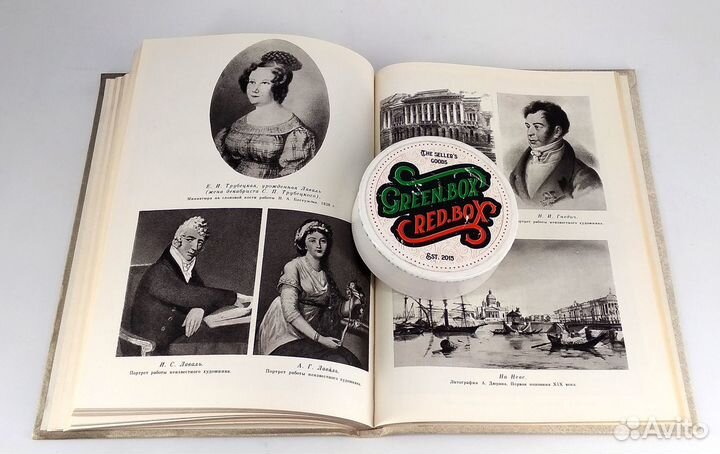 Е. И. Трубецкая, урожденная Лаваль
(жена декабриста С. П. Трубецкого).
Миниатюра на слоновой кости работы Н. А. Бестужева, 1828 г.
И. С. Лаваль.
Портрет работы неизвестного художника.
А. Г. Лаваль.
Портрет работы неизвестного художника.
THE SELLER'S
GOODS
GREEN.BOX
RED.BOX
EST. 2015
Н. И. Гнедич.
Портрет работы неизвестного художника.
На Неве.
Литография А. Дюрана. Первая половина XIX века.
Avito